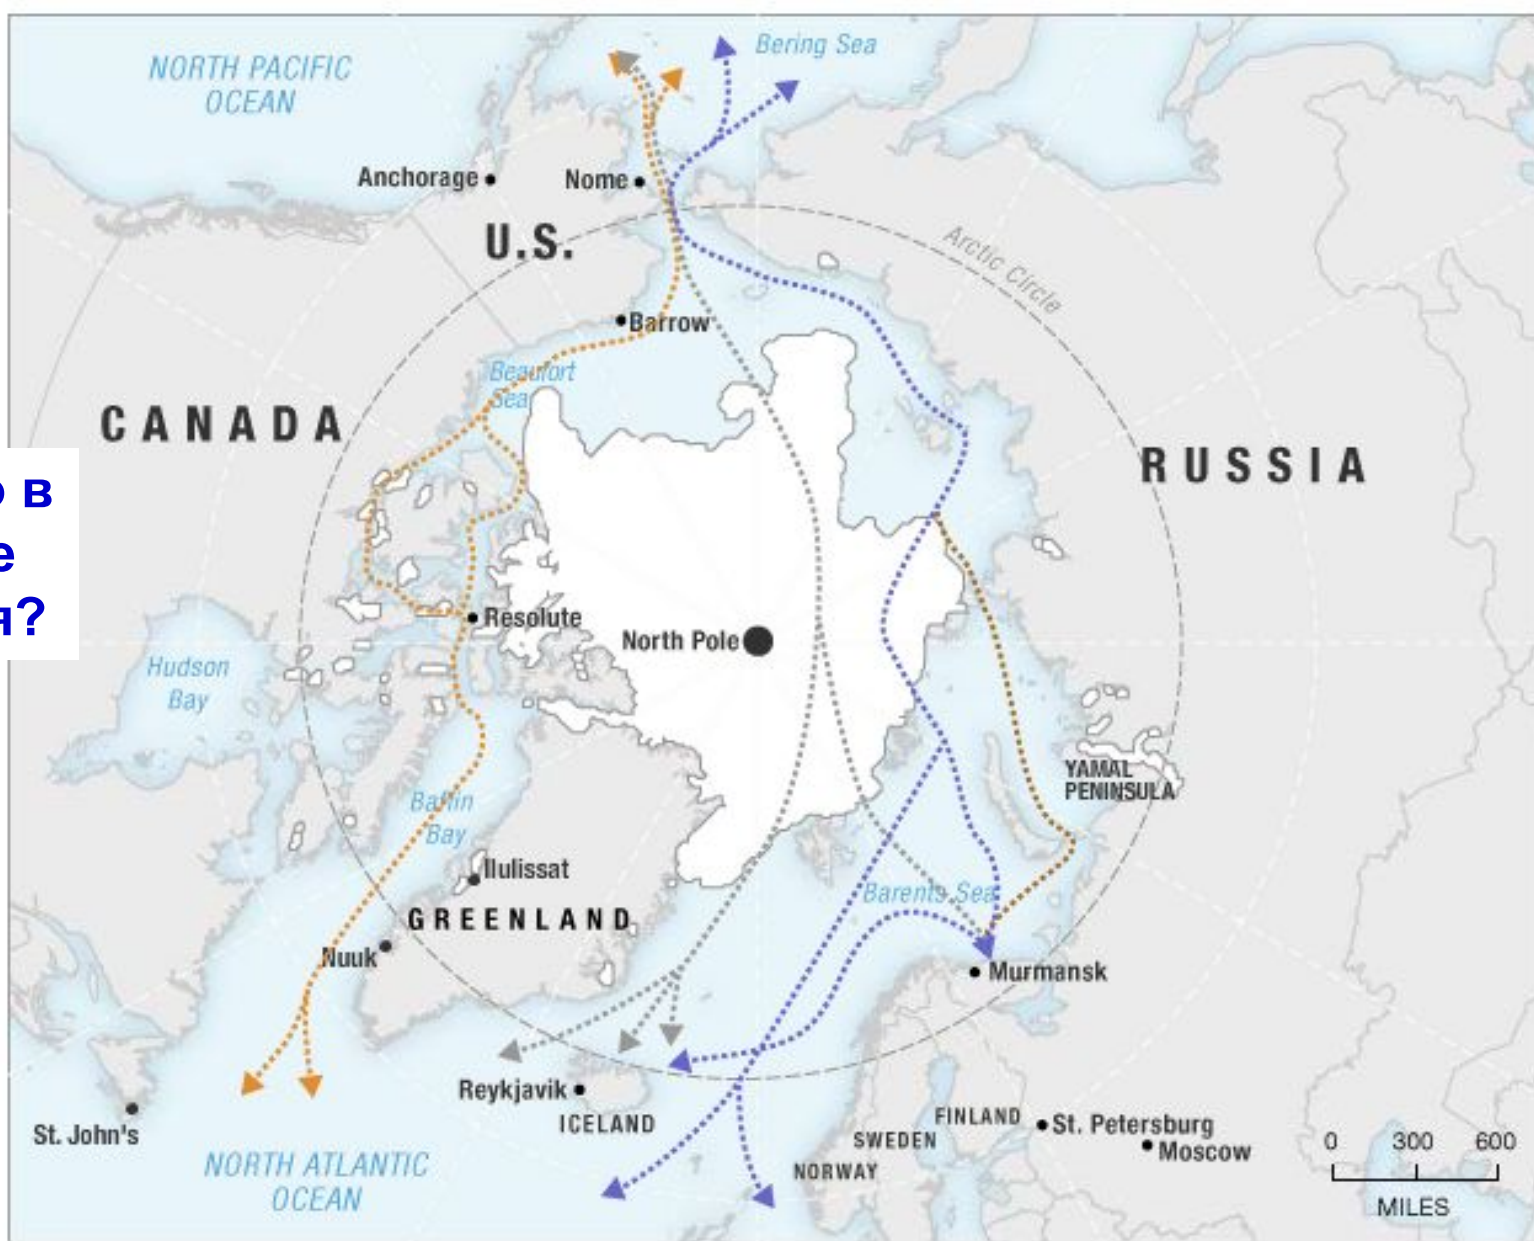 Bering Sea
NORTH PACIFIC
OCEAN
Anchorage
Nome
U.S.
Arctic Circle
Barrow
Beaufort
Sea
CANADA
RUSSIA
в
е
я?
Resolute
North Pole
Hudson
Bay
YAMAL
PENINSULA
Baffin
Bay
Ilulissat
Barents Sea
GREENLAND
Nuuk
Murmansk
Reykjavik
ICELAND
St. John's
FINLAND
St. Petersburg
SWEDEN
Moscow
NORWAY
NORTH ATLANTIC
OCEAN
0 300 600
MILES